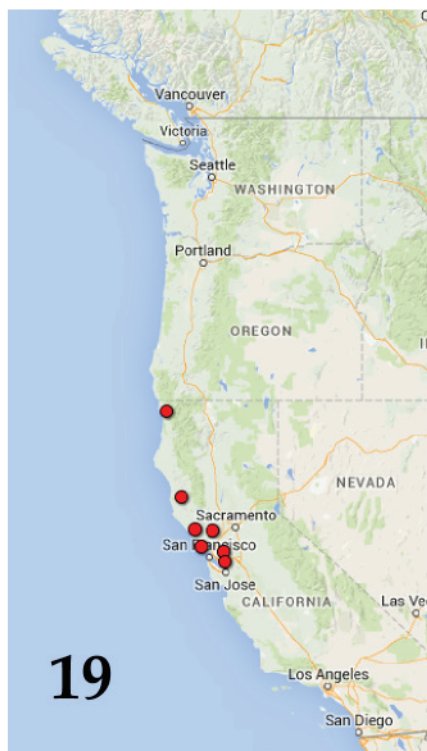 Vancouver
Victoria
Seattle
WASHINGTON
Portland
OREGON
NEVADA
Sacramento
San Francisco
San Jose
CALIFORNIA
Las Ve
Los Angeles
San Diego
19